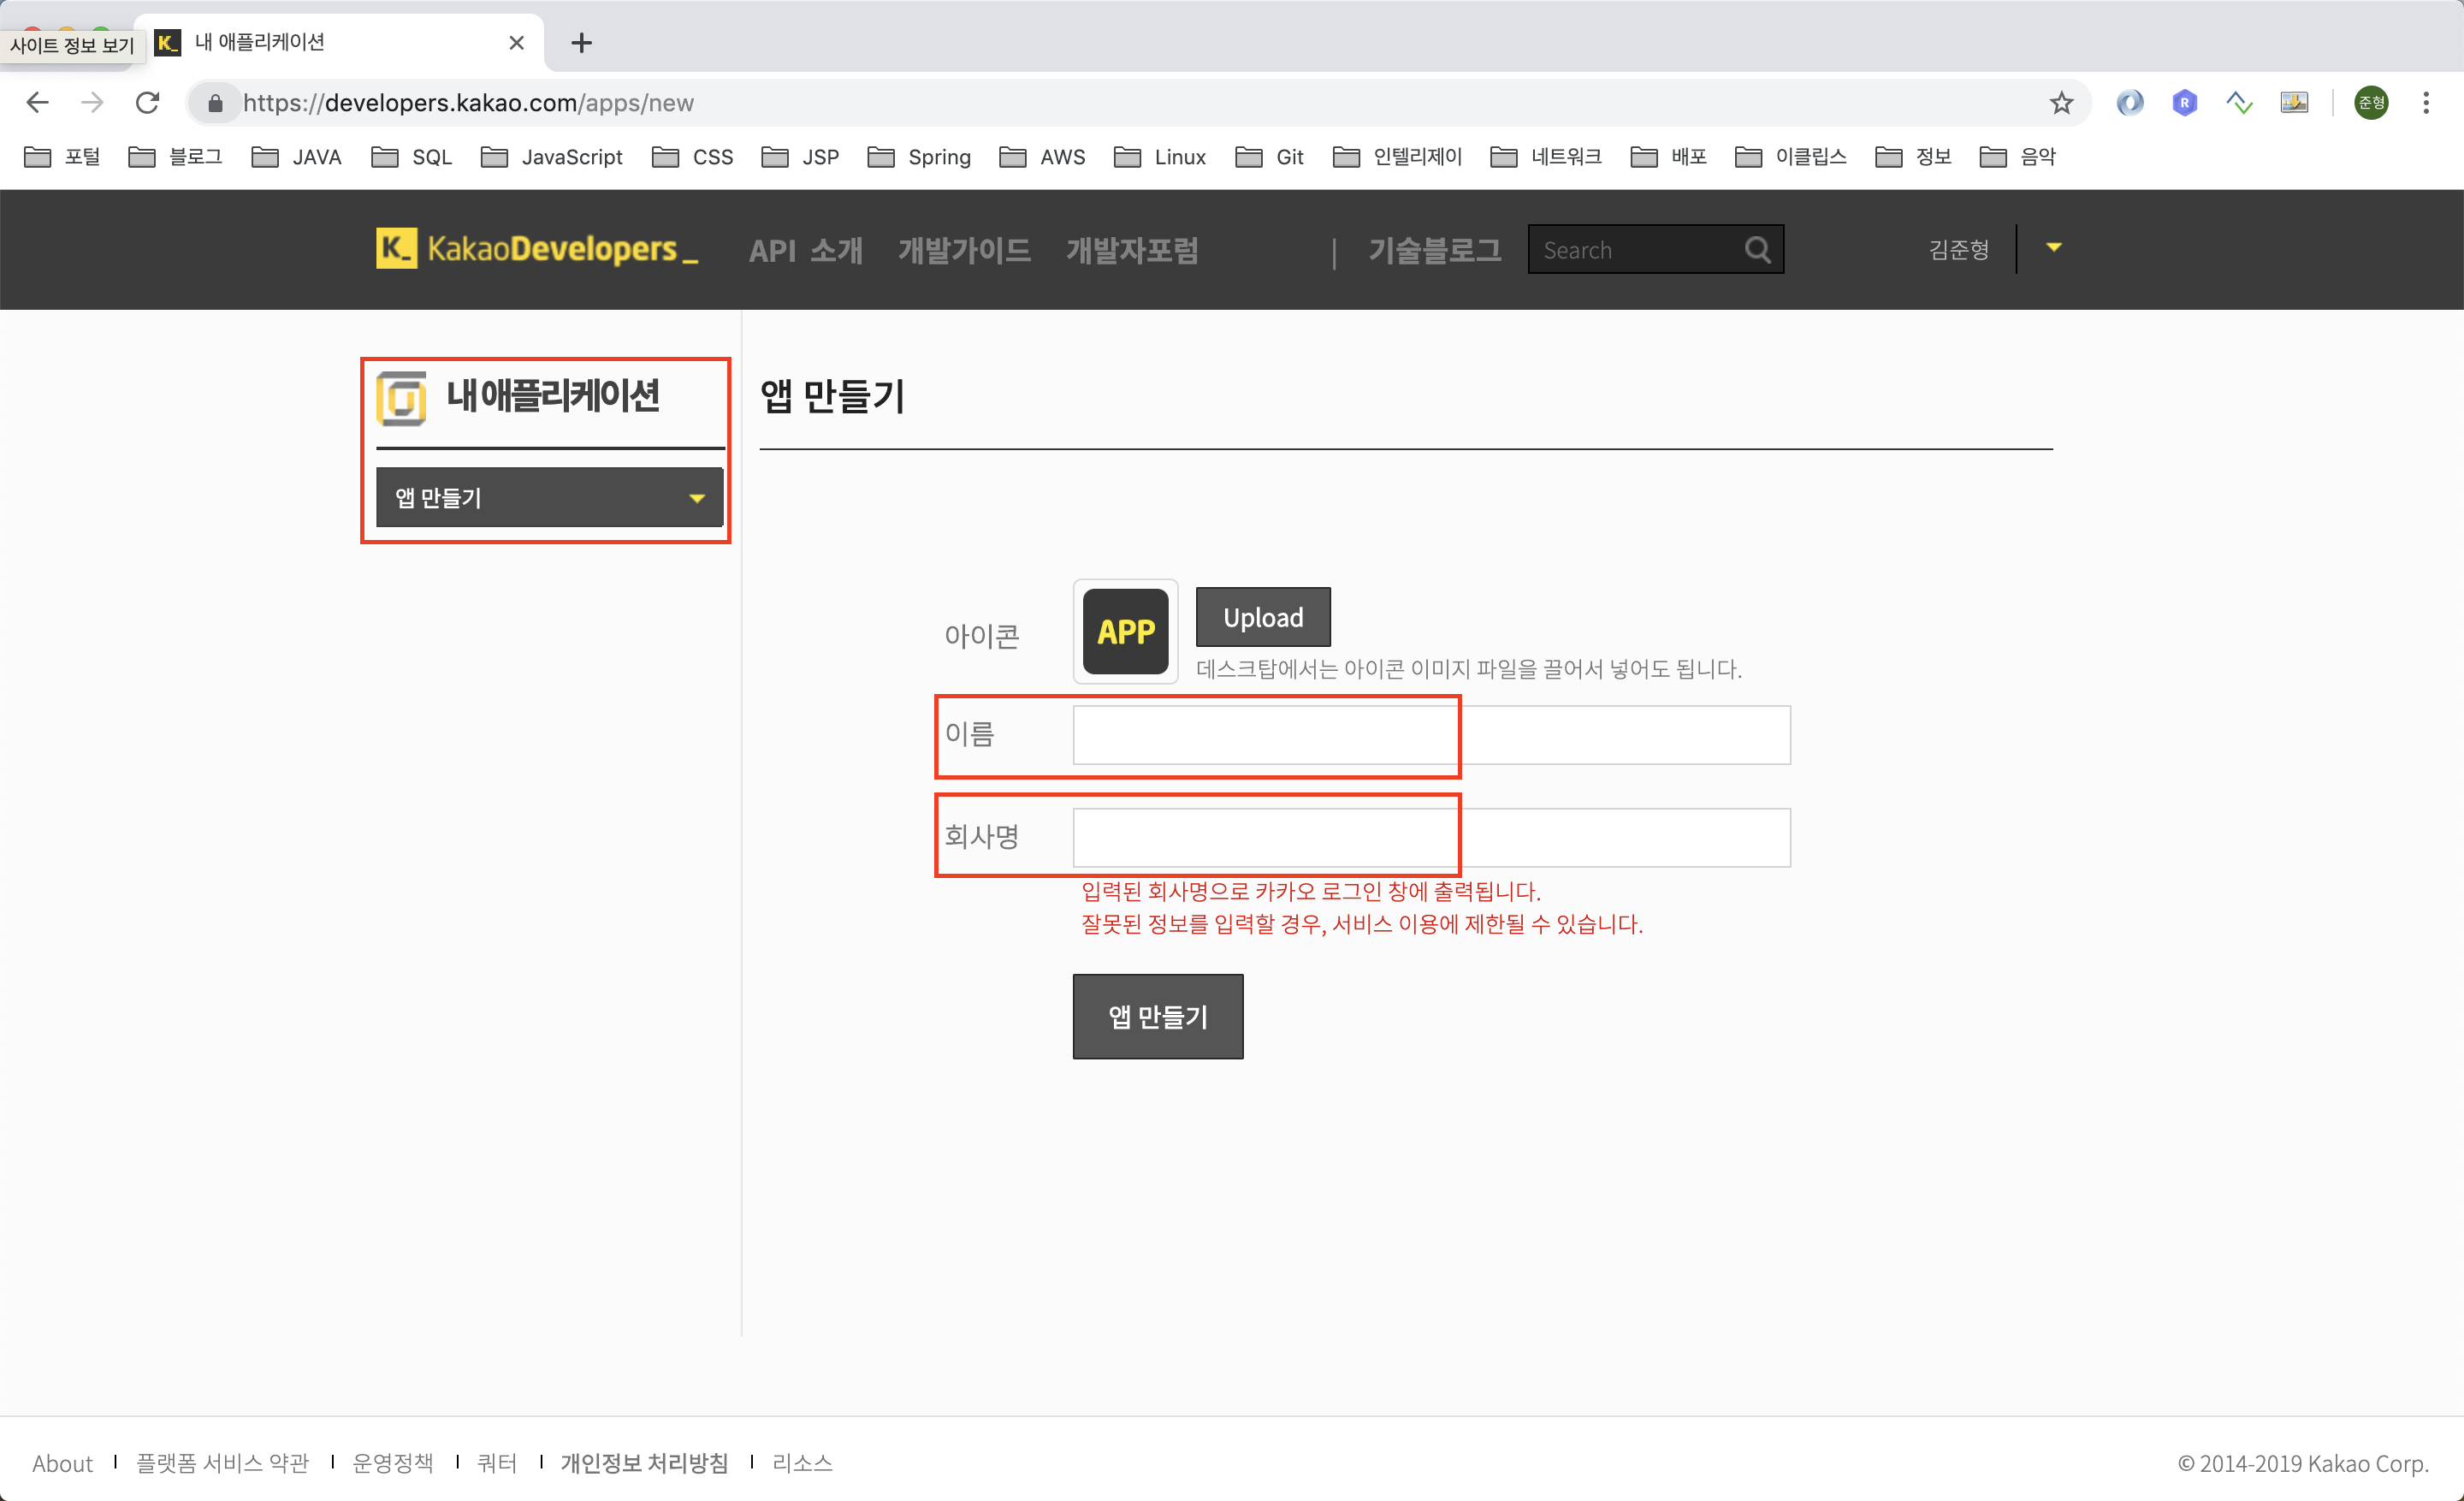 사이트 정보 보기
K_ 내 애플리케이션
https://developers.kakao.com/apps/new
준형
포털 블로그 JAVA SQL JavaScript CSS JSP Spring AWS Linux Git 인텔리제이 네트워크 배포 이클립스 정보 음악
K_ KakaoDevelopers_ API 소개 개발가이드 개발자포럼 | 기술블로그 Search 김준형
내 애플리케이션
앱 만들기
앱 만들기
아이콘
APP
Upload
데스크탑에서는 아이콘 이미지 파일을 끌어서 넣어도 됩니다.
이름
회사명
입력된 회사명으로 카카오 로그인 창에 출력됩니다.
잘못된 정보를 입력할 경우, 서비스 이용에 제한될 수 있습니다.
앱 만들기
About | 플랫폼 서비스 약관 | 운영정책 | 쿼터 | 개인정보 처리방침 | 리소스
© 2014-2019 Kakao Corp.